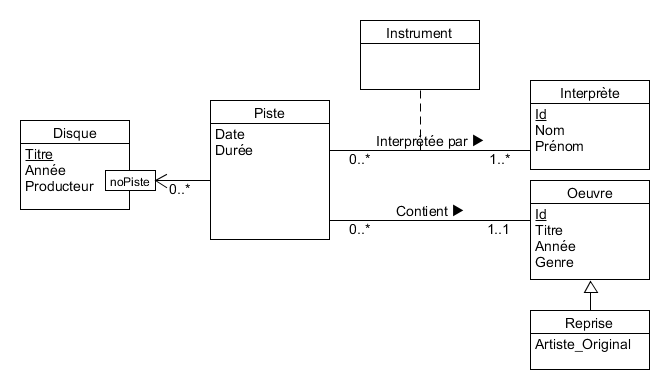 Instrument
Interprète
Id
Nom
Prénom
Piste
Date
Durée
Disque
Titre
Année
Producteur
noPiste
0..*
Interprétée par ▶
0..*
1..*
Contient ▶
0..*
1..1
Oeuvre
Id
Titre
Année
Genre
Reprise
Artiste_Original